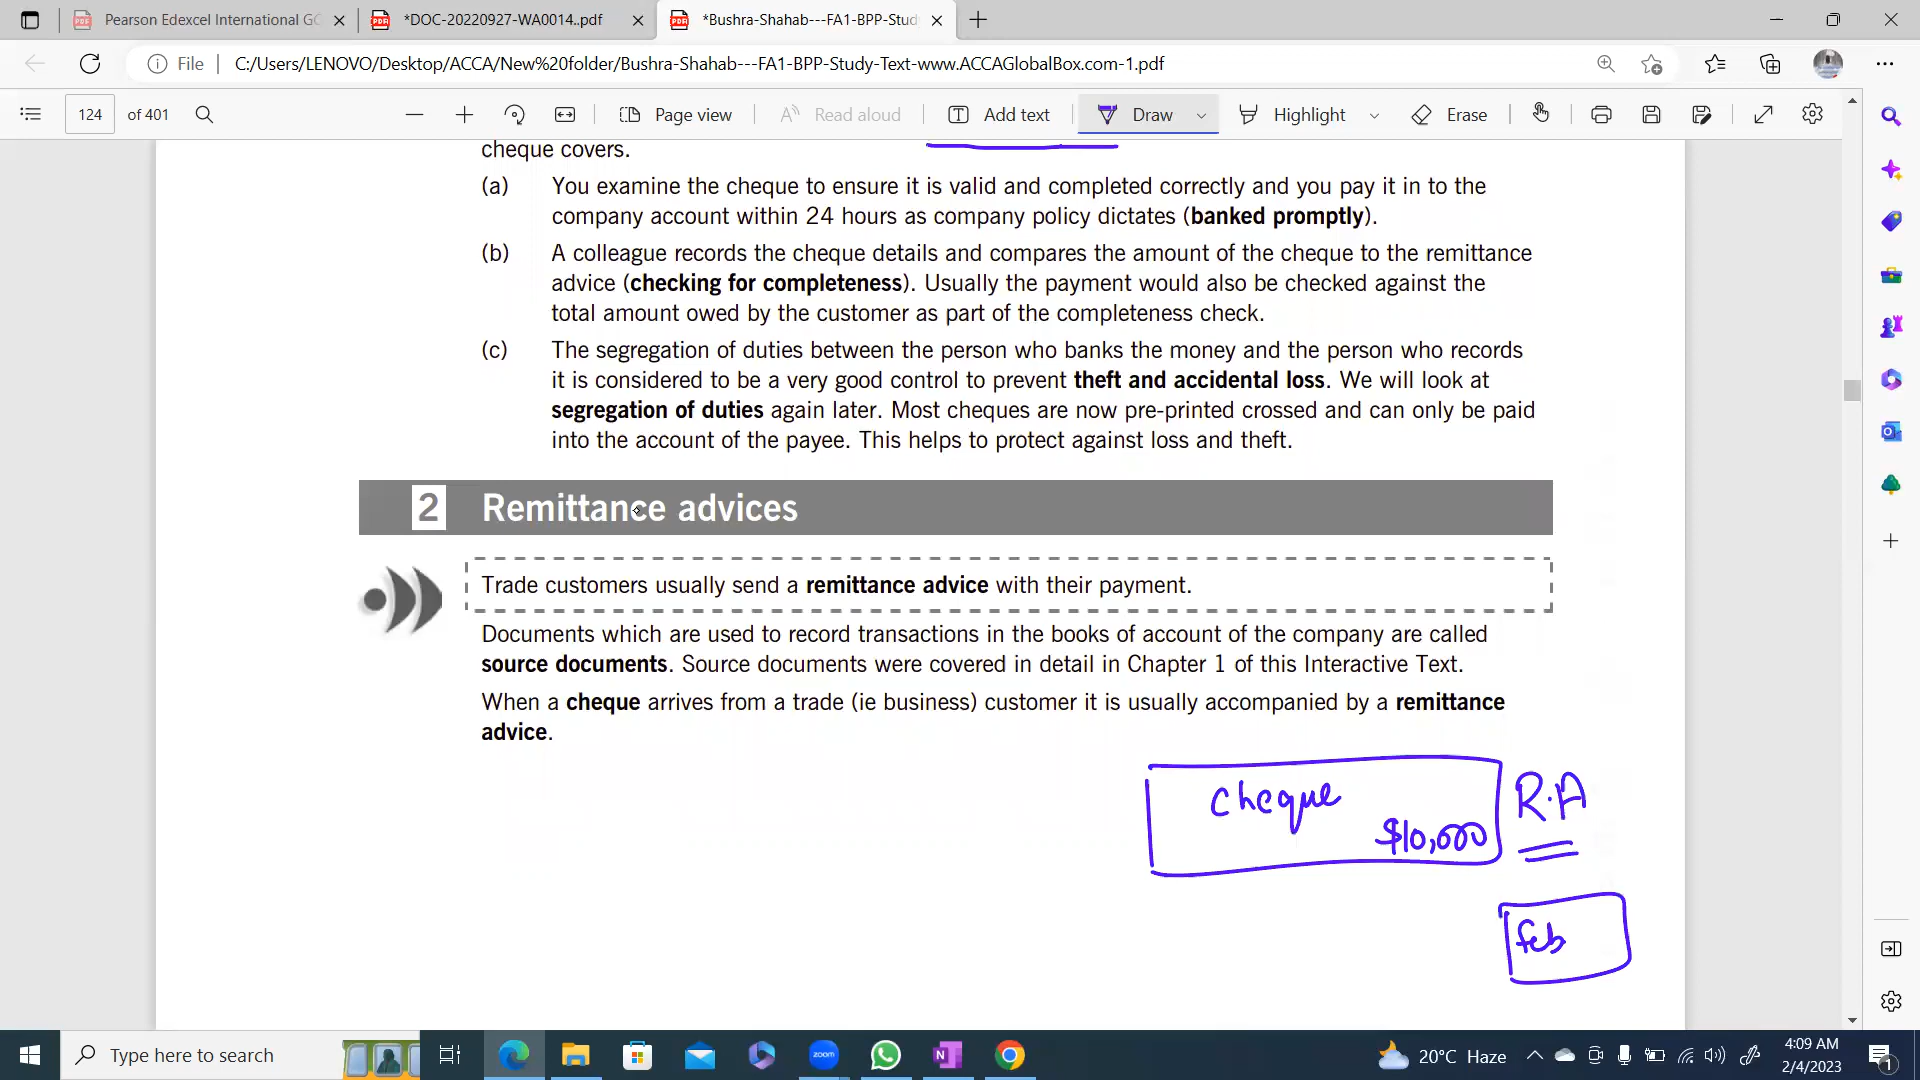 Pearson Edexcel International GC
*DOC-20220927-WA0014..pdf
*Bushra-Shahab---FA1-BPP-Stud
File
C:/Users/LENOVO/Desktop/ACCA/New%20folder/Bushra-Shahab---FA1-BPP-Study-Text-www.ACCAGlobalBox.com-1.pdf
124 of 401
Page view
Read aloud
Add text
Draw
Highlight
Erase
cheque covers.
(a) You examine the cheque to ensure it is valid and completed correctly and you pay it in to the
company account within 24 hours as company policy dictates (banked promptly).
(b) A colleague records the cheque details and compares the amount of the cheque to the remittance
advice (checking for completeness). Usually the payment would also be checked against the
total amount owed by the customer as part of the completeness check.
(c) The segregation of duties between the person who banks the money and the person who records
it is considered to be a very good control to prevent theft and accidental loss. We will look at
segregation of duties again later. Most cheques are now pre-printed crossed and can only be paid
into the account of the payee. This helps to protect against loss and theft.
2 Remittance advices
Trade customers usually send a remittance advice with their payment.
Documents which are used to record transactions in the books of account of the company are called
source documents. Source documents were covered in detail in Chapter 1 of this Interactive Text.
When a cheque arrives from a trade (ie business) customer it is usually accompanied by a remittance
advice.
Cheque
$10,000
R.A
feb
Type here to search
zoom
20°C Haze
4:09 AM
2/4/2023
1